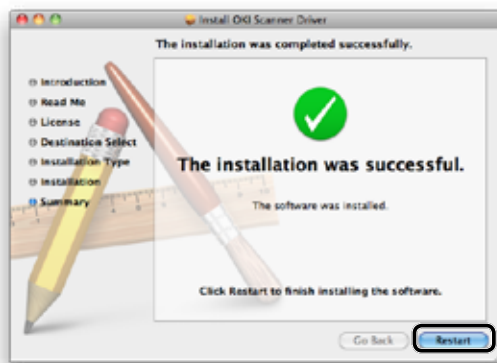 Install OKI Scanner Driver
The installation was completed successfully.
Introduction
Read Me
License
Destination Select
Installation Type
Installation
Summary
The installation was successful.
The software was installed.
Click Restart to finish installing the software.
Go Back
Restart